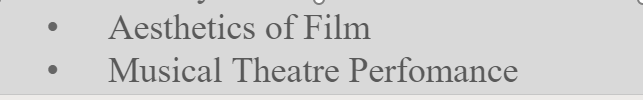 • Aesthetics of Film
• Musical Theatre Perfomance